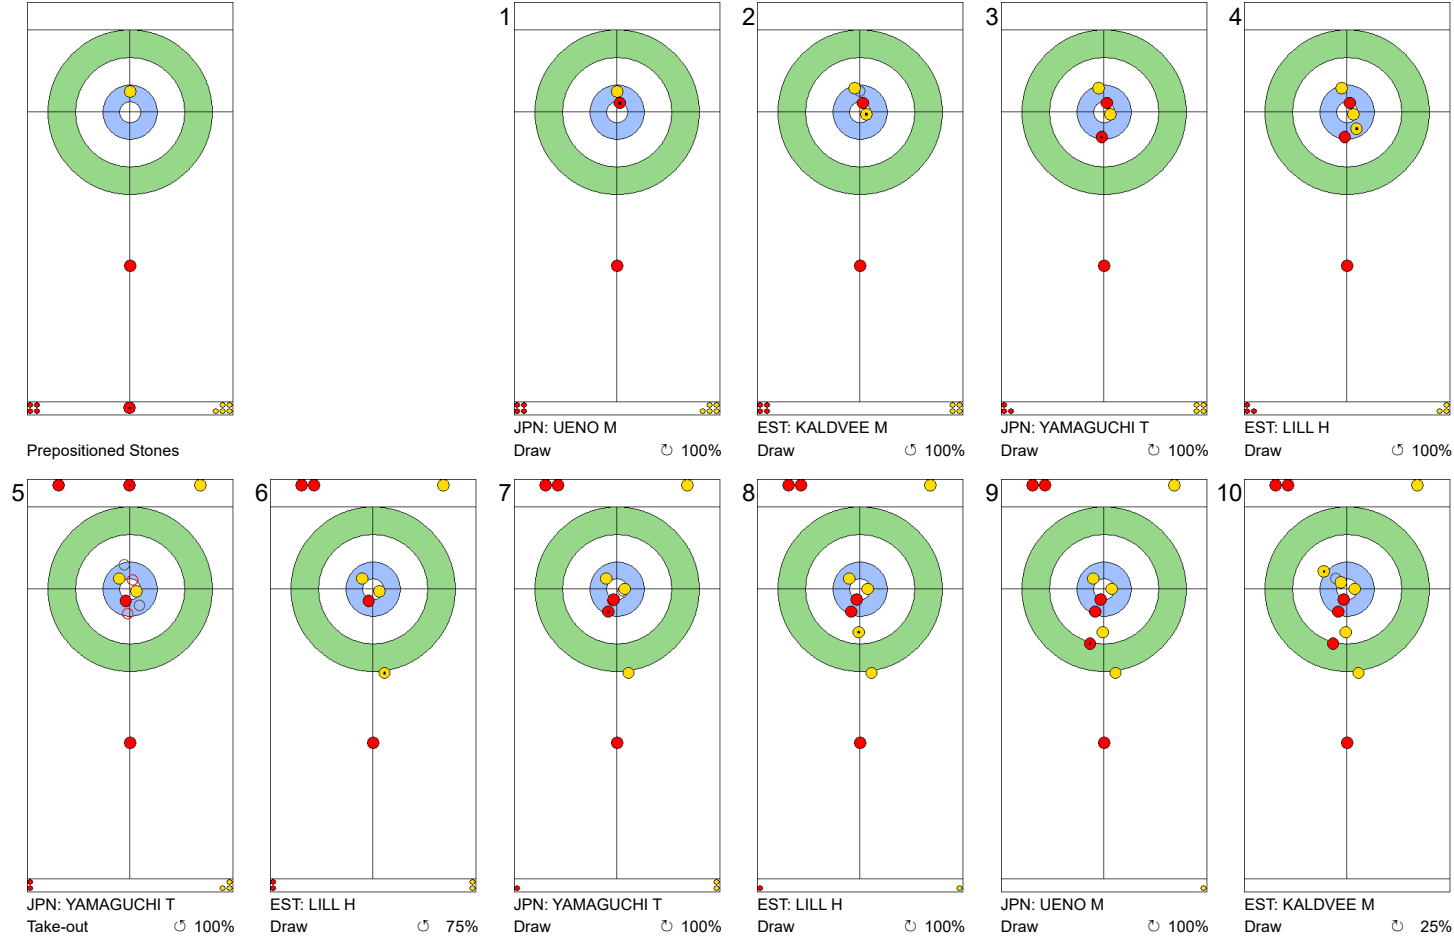 1
2
3
4
Prepositioned Stones
JPN: UENO M
Draw ↻ 100%
EST: KALDVEE M
Draw ↺ 100%
JPN: YAMAGUCHI T
Draw ↻ 100%
EST: LILL H
Draw ↺ 100%
5
6
7
8
9
10
JPN: YAMAGUCHI T
Take-out ↺ 100%
EST: LILL H
Draw ↺ 75%
JPN: YAMAGUCHI T
Draw ↻ 100%
EST: LILL H
Draw ↺ 100%
JPN: UENO M
Draw ↻ 100%
EST: KALDVEE M
Draw ↻ 25%